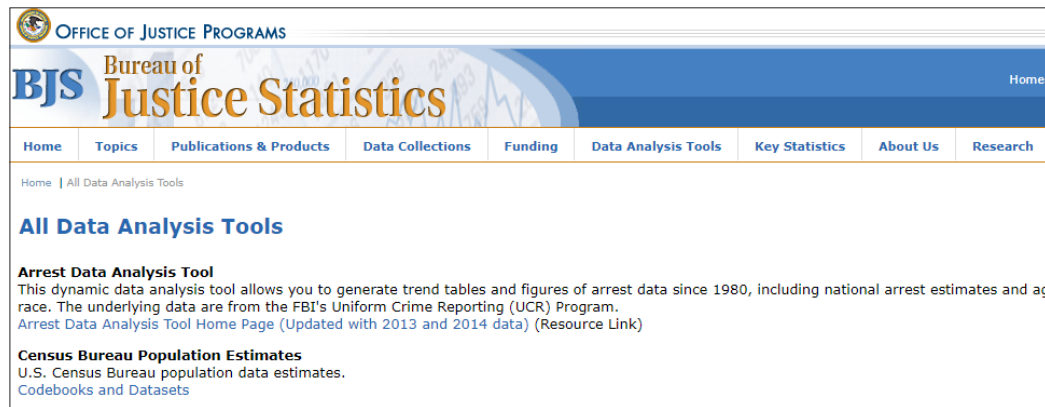 OFFICE OF JUSTICE PROGRAMS
BJS Bureau of
Justice Statistics
Home
Home Topics Publications & Products Data Collections Funding Data Analysis Tools Key Statistics About Us Research
Home | All Data Analysis Tools
All Data Analysis Tools
Arrest Data Analysis Tool
This dynamic data analysis tool allows you to generate trend tables and figures of arrest data since 1980, including national arrest estimates and ag
race. The underlying data are from the FBI's Uniform Crime Reporting (UCR) Program.
Arrest Data Analysis Tool Home Page (Updated with 2013 and 2014 data) (Resource Link)
Census Bureau Population Estimates
U.S. Census Bureau population data estimates.
Codebooks and Datasets